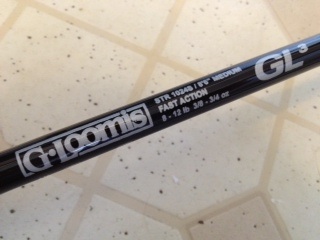 G·Loomis
STR 1024S | 8'6" MEDIUM
FAST ACTION
8 - 12 lb 3/8 - 3/4 oz
GL3